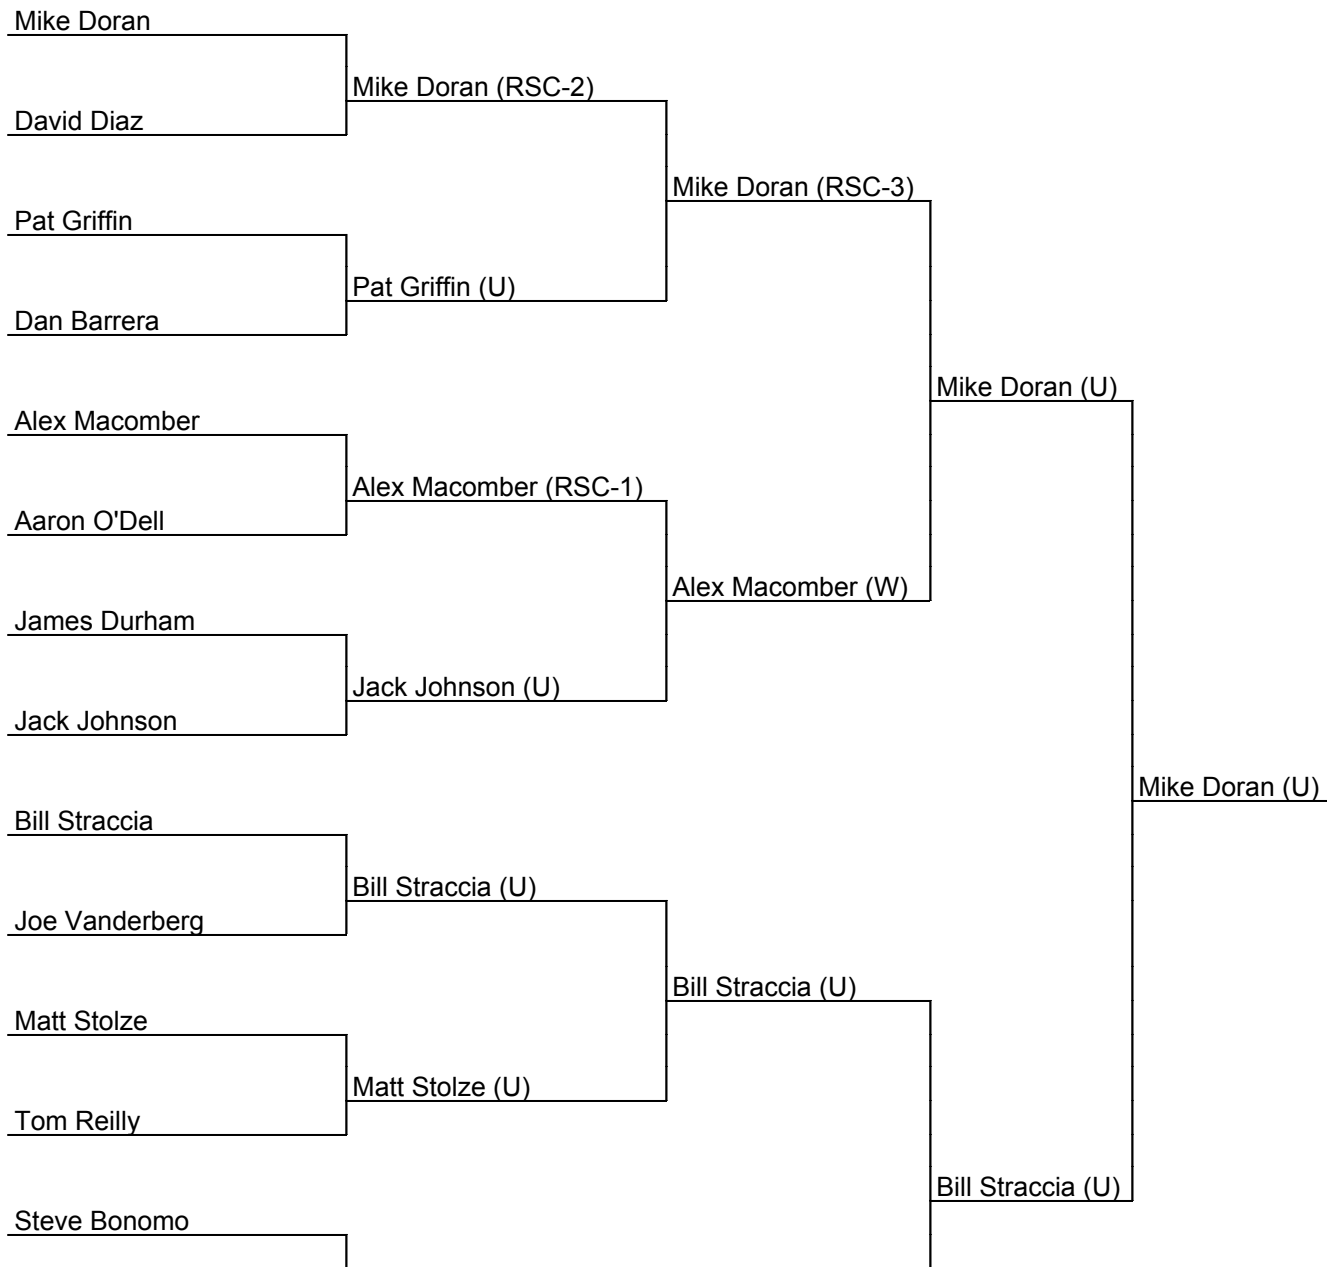 Mike Doran
Mike Doran (RSC-2)
David Diaz
Mike Doran (RSC-3)
Pat Griffin
Pat Griffin (U)
Dan Barrera
Mike Doran (U)
Alex Macomber
Alex Macomber (RSC-1)
Aaron O'Dell
Alex Macomber (W)
James Durham
Jack Johnson (U)
Jack Johnson
Mike Doran (U)
Bill Straccia
Bill Straccia (U)
Joe Vanderberg
Bill Straccia (U)
Matt Stolze
Matt Stolze (U)
Tom Reilly
Bill Straccia (U)
Steve Bonomo